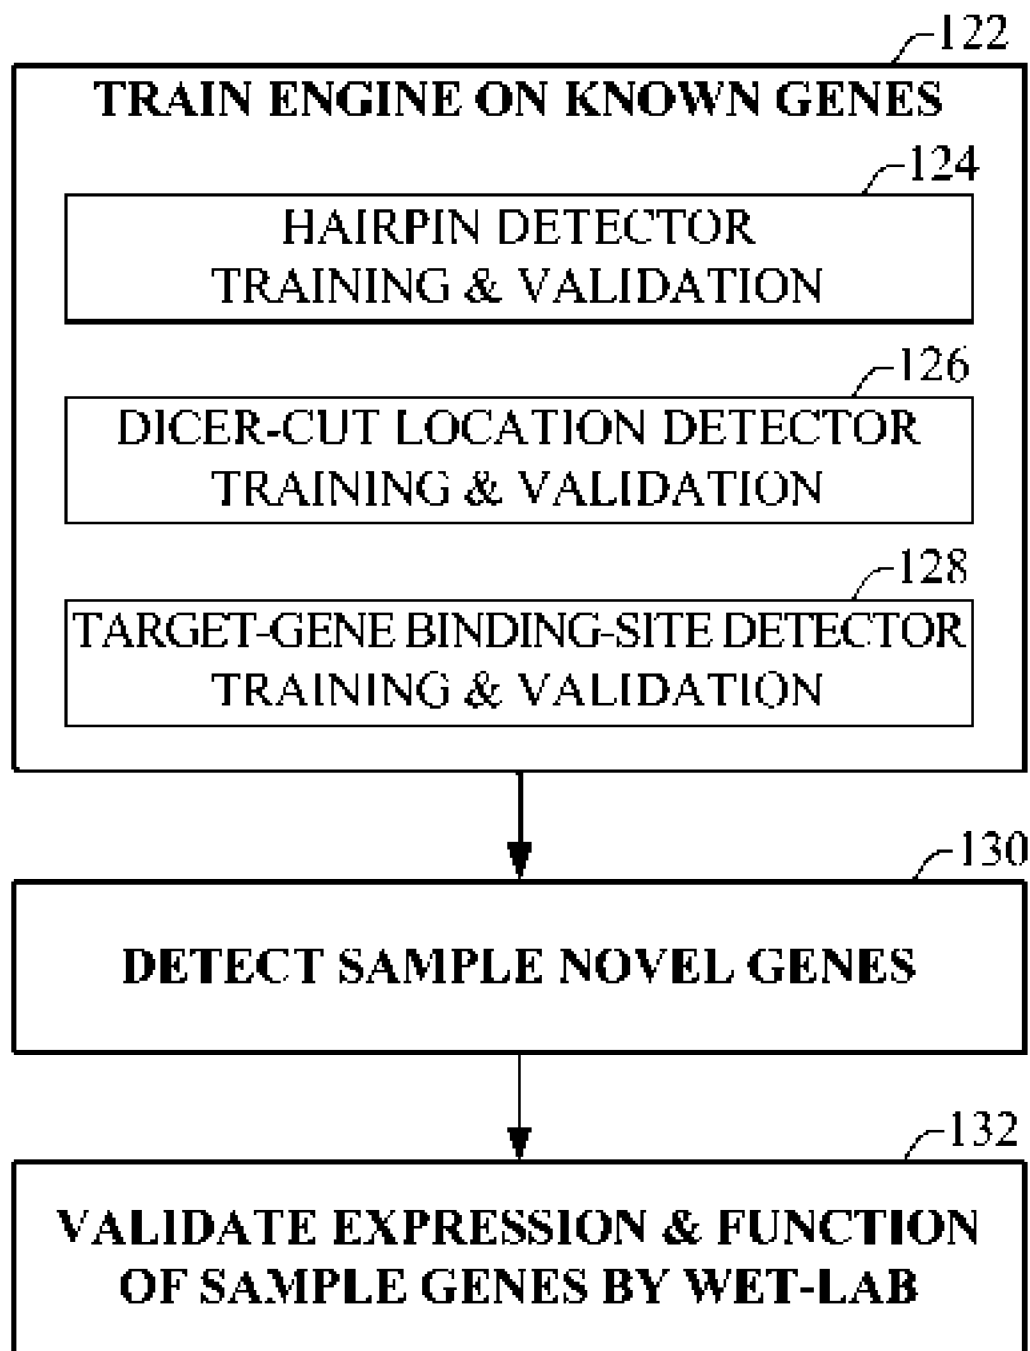 122
TRAIN ENGINE ON KNOWN GENES
124
HAIRPIN DETECTOR
TRAINING & VALIDATION
126
DICER-CUT LOCATION DETECTOR
TRAINING & VALIDATION
128
TARGET-GENE BINDING-SITE DETECTOR
TRAINING & VALIDATION
130
DETECT SAMPLE NOVEL GENES
132
VALIDATE EXPRESSION & FUNCTION
OF SAMPLE GENES BY WET-LAB